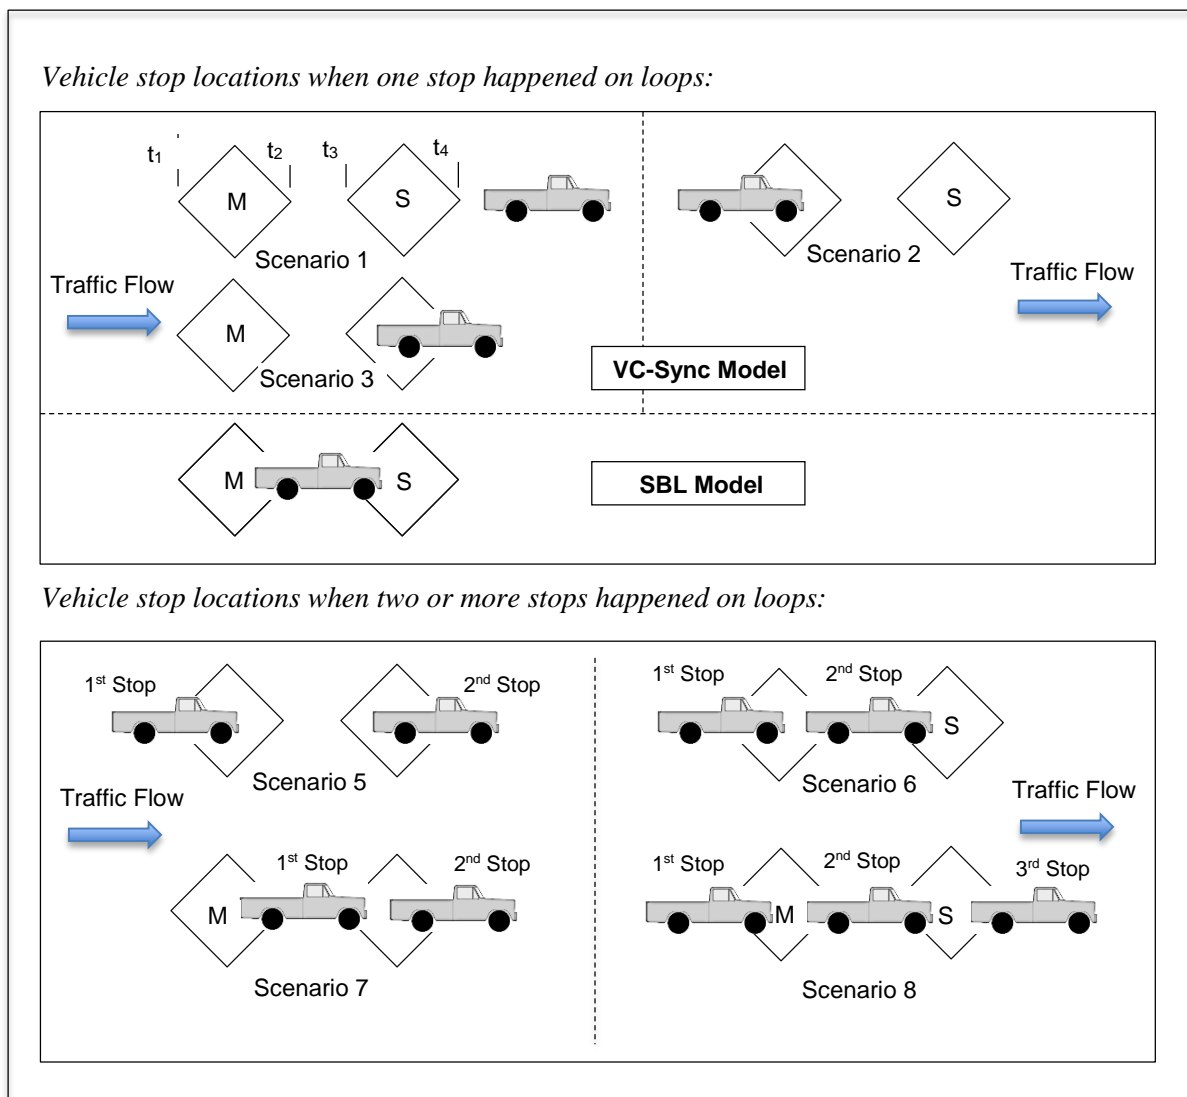 Vehicle stop locations when one stop happened on loops:
t1 t2 t3 t4
M S S
Scenario 1 Scenario 2
Traffic Flow Traffic Flow
M
Scenario 3
VC-Sync Model
M S
SBL Model
Vehicle stop locations when two or more stops happened on loops:
1st Stop 2nd Stop
Scenario 5
1st Stop 2nd Stop
S
Scenario 6
Traffic Flow
Traffic Flow
1st Stop 2nd Stop
M
Scenario 7
1st Stop 2nd Stop 3rd Stop
M S
Scenario 8